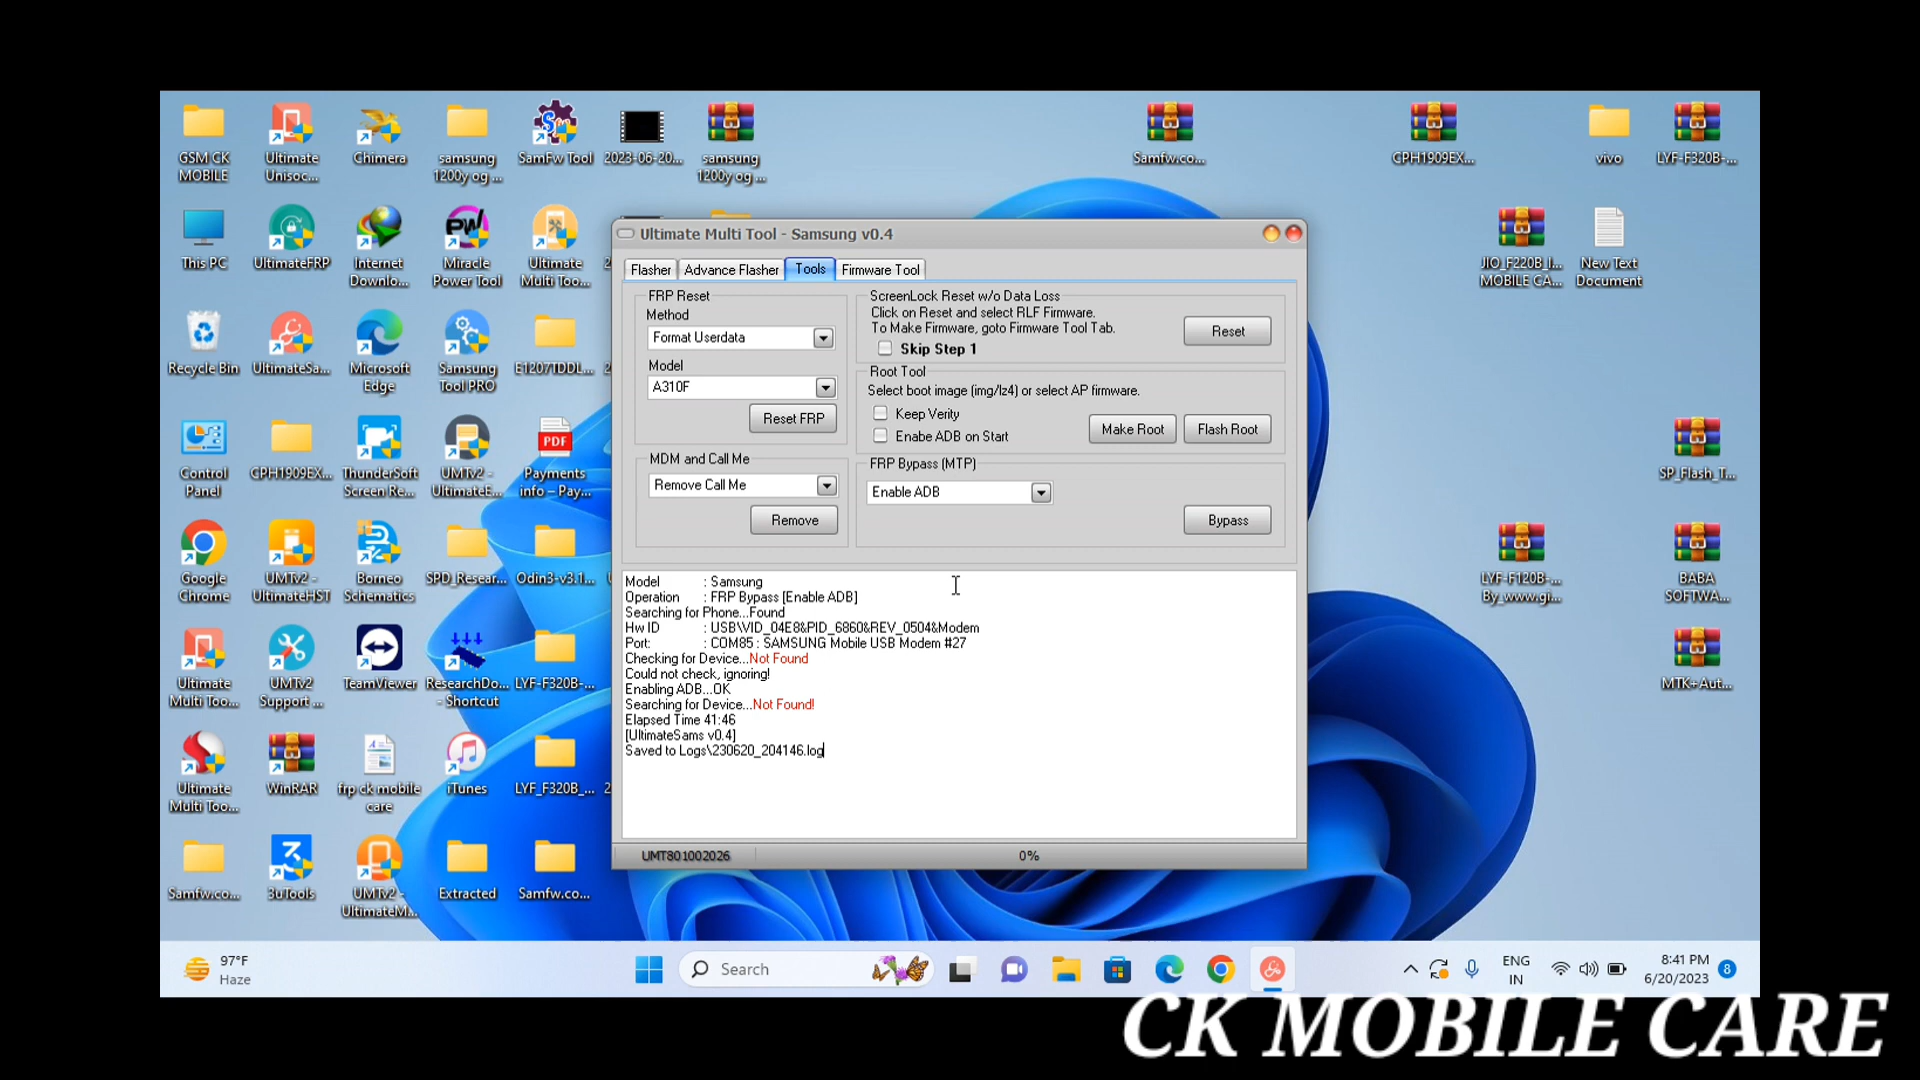 GSM CK
MOBILE
Ultimate
Unisoc...
Chimera
samsung
1200y og ...
SamFw Tool
2023-06-20...
samsung
1200y og ...
Samfw.co...
CPH1909EX...
vivo
LYF-F320B-...
This PC
UltimateFRP
Internet
Downlo...
Miracle
Power Tool
Ultimate
Multi Too...
JIO_F220B_I...
MOBILE CA...
New Text
Document
Recycle Bin
UltimateSa...
Microsoft
Edge
Samsung
Tool PRO
E1207TDDL...
Control
Panel
CPH1909EX...
ThunderSoft
Screen Re...
UMTv2 -
UltimateE...
PDF
Payments
info – Pay...
SP_Flash_T...
Google
Chrome
UMTv2 -
UltimateHST
Borneo
Schematics
SPD_Resear...
Odin3-v3.1...
LYF-F120B-...
By_www.gi...
BABA
SOFTWA...
Ultimate
Multi Too...
UMTv2
Support ...
TeamViewer
ResearchDo...
- Shortcut
LYF-F320B-...
MTK+Aut...
Ultimate
Multi Too...
WinRAR
frp ck mobile
care
iTunes
LYF_F320B_...
Samfw.co...
3uTools
UMTv2 -
UltimateM...
Extracted
Samfw.co...
Ultimate Multi Tool - Samsung v0.4
Flasher
Advance Flasher
Tools
Firmware Tool
FRP Reset
Method
Format Userdata
Model
A310F
Reset FRP
MDM and Call Me
Remove Call Me
Remove
ScreenLock Reset w/o Data Loss
Click on Reset and select RLF Firmware.
To Make Firmware, goto Firmware Tool Tab.
Skip Step 1
Reset
Root Tool
Select boot image (img/lz4) or select AP firmware.
Keep Verity
Enabe ADB on Start
Make Root
Flash Root
FRP Bypass (MTP)
Enable ADB
Bypass
Model : Samsung
Operation : FRP Bypass [Enable ADB]
Searching for Phone...Found
Hw ID : USB\VID_04E8&PID_6860&REV_0504&Modem
Port: : COM85 : SAMSUNG Mobile USB Modem #27
Checking for Device...Not Found
Could not check, ignoring!
Enabling ADB...OK
Searching for Device...Not Found!
Elapsed Time 41:46
[UltimateSams v0.4]
Saved to Logs\230620_204146.log
UMT801002026
0%
97°F
Haze
Search
ENG
IN
8:41 PM
6/20/2023
8
CK MOBILE CARE